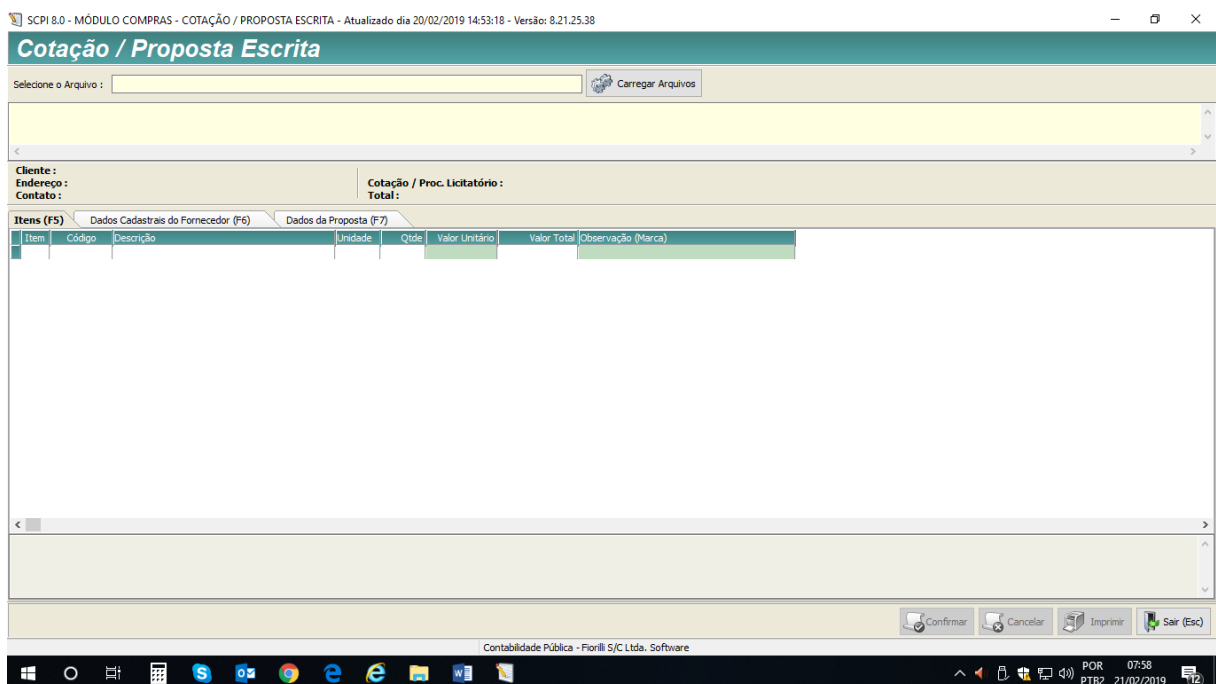 SCPI 8.0 - MÓDULO COMPRAS - COTAÇÃO / PROPOSTA ESCRITA - Atualizado dia 20/02/2019 14:53:18 - Versão: 8.21.25.38
Cotação / Proposta Escrita
Selecione o Arquivo : Carregar Arquivos
Cliente :
Endereço : Cotação / Proc. Licitatório :
Contato : Total :
Itens (F5) Dados Cadastrais do Fornecedor (F6) Dados da Proposta (F7)
Item Código Descrição Unidade Qtde Valor Unitário Valor Total Observação (Marca)
Confirmar Cancelar Imprimir Sair (Esc)
Contabilidade Pública - Fiorilli S/C Ltda. Software
POR 07:58
PTB2 21/02/2019 12